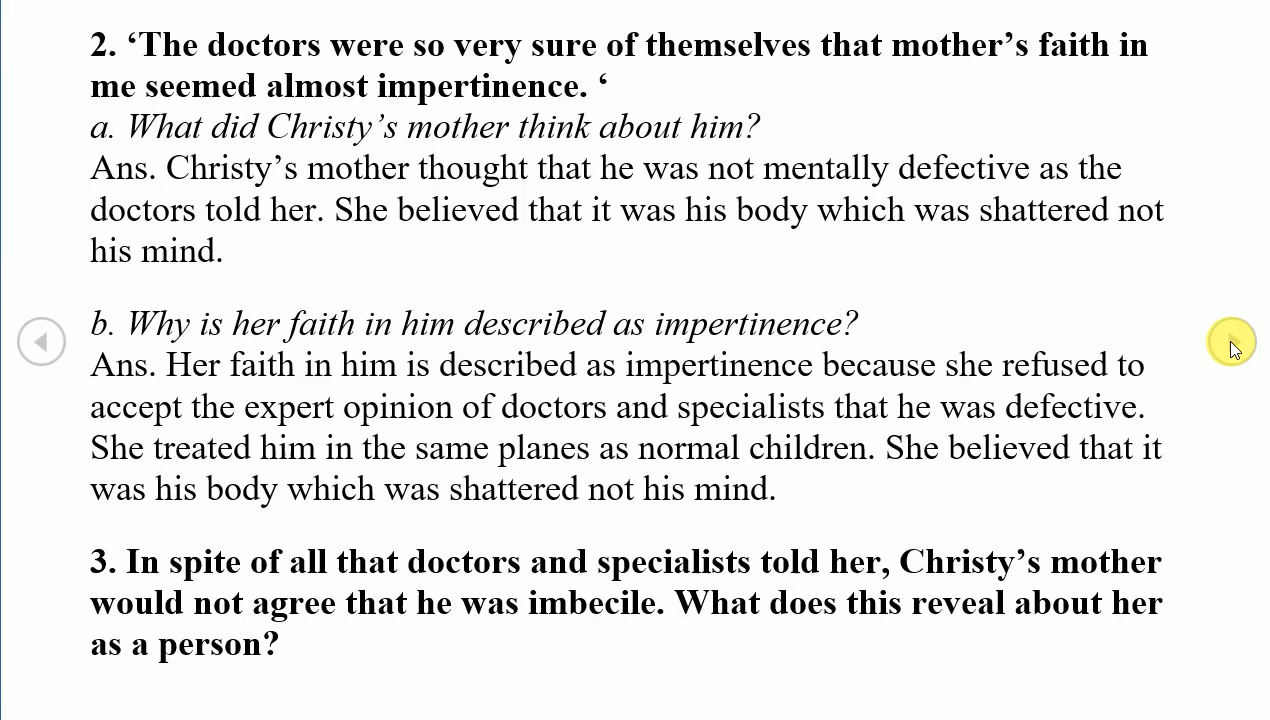 2. ‘The doctors were so very sure of themselves that mother’s faith in
me seemed almost impertinence. ‘
a. What did Christy’s mother think about him?
Ans. Christy’s mother thought that he was not mentally defective as the
doctors told her. She believed that it was his body which was shattered not
his mind.
b. Why is her faith in him described as impertinence?
Ans. Her faith in him is described as impertinence because she refused to
accept the expert opinion of doctors and specialists that he was defective.
She treated him in the same planes as normal children. She believed that it
was his body which was shattered not his mind.
3. In spite of all that doctors and specialists told her, Christy’s mother
would not agree that he was imbecile. What does this reveal about her
as a person?